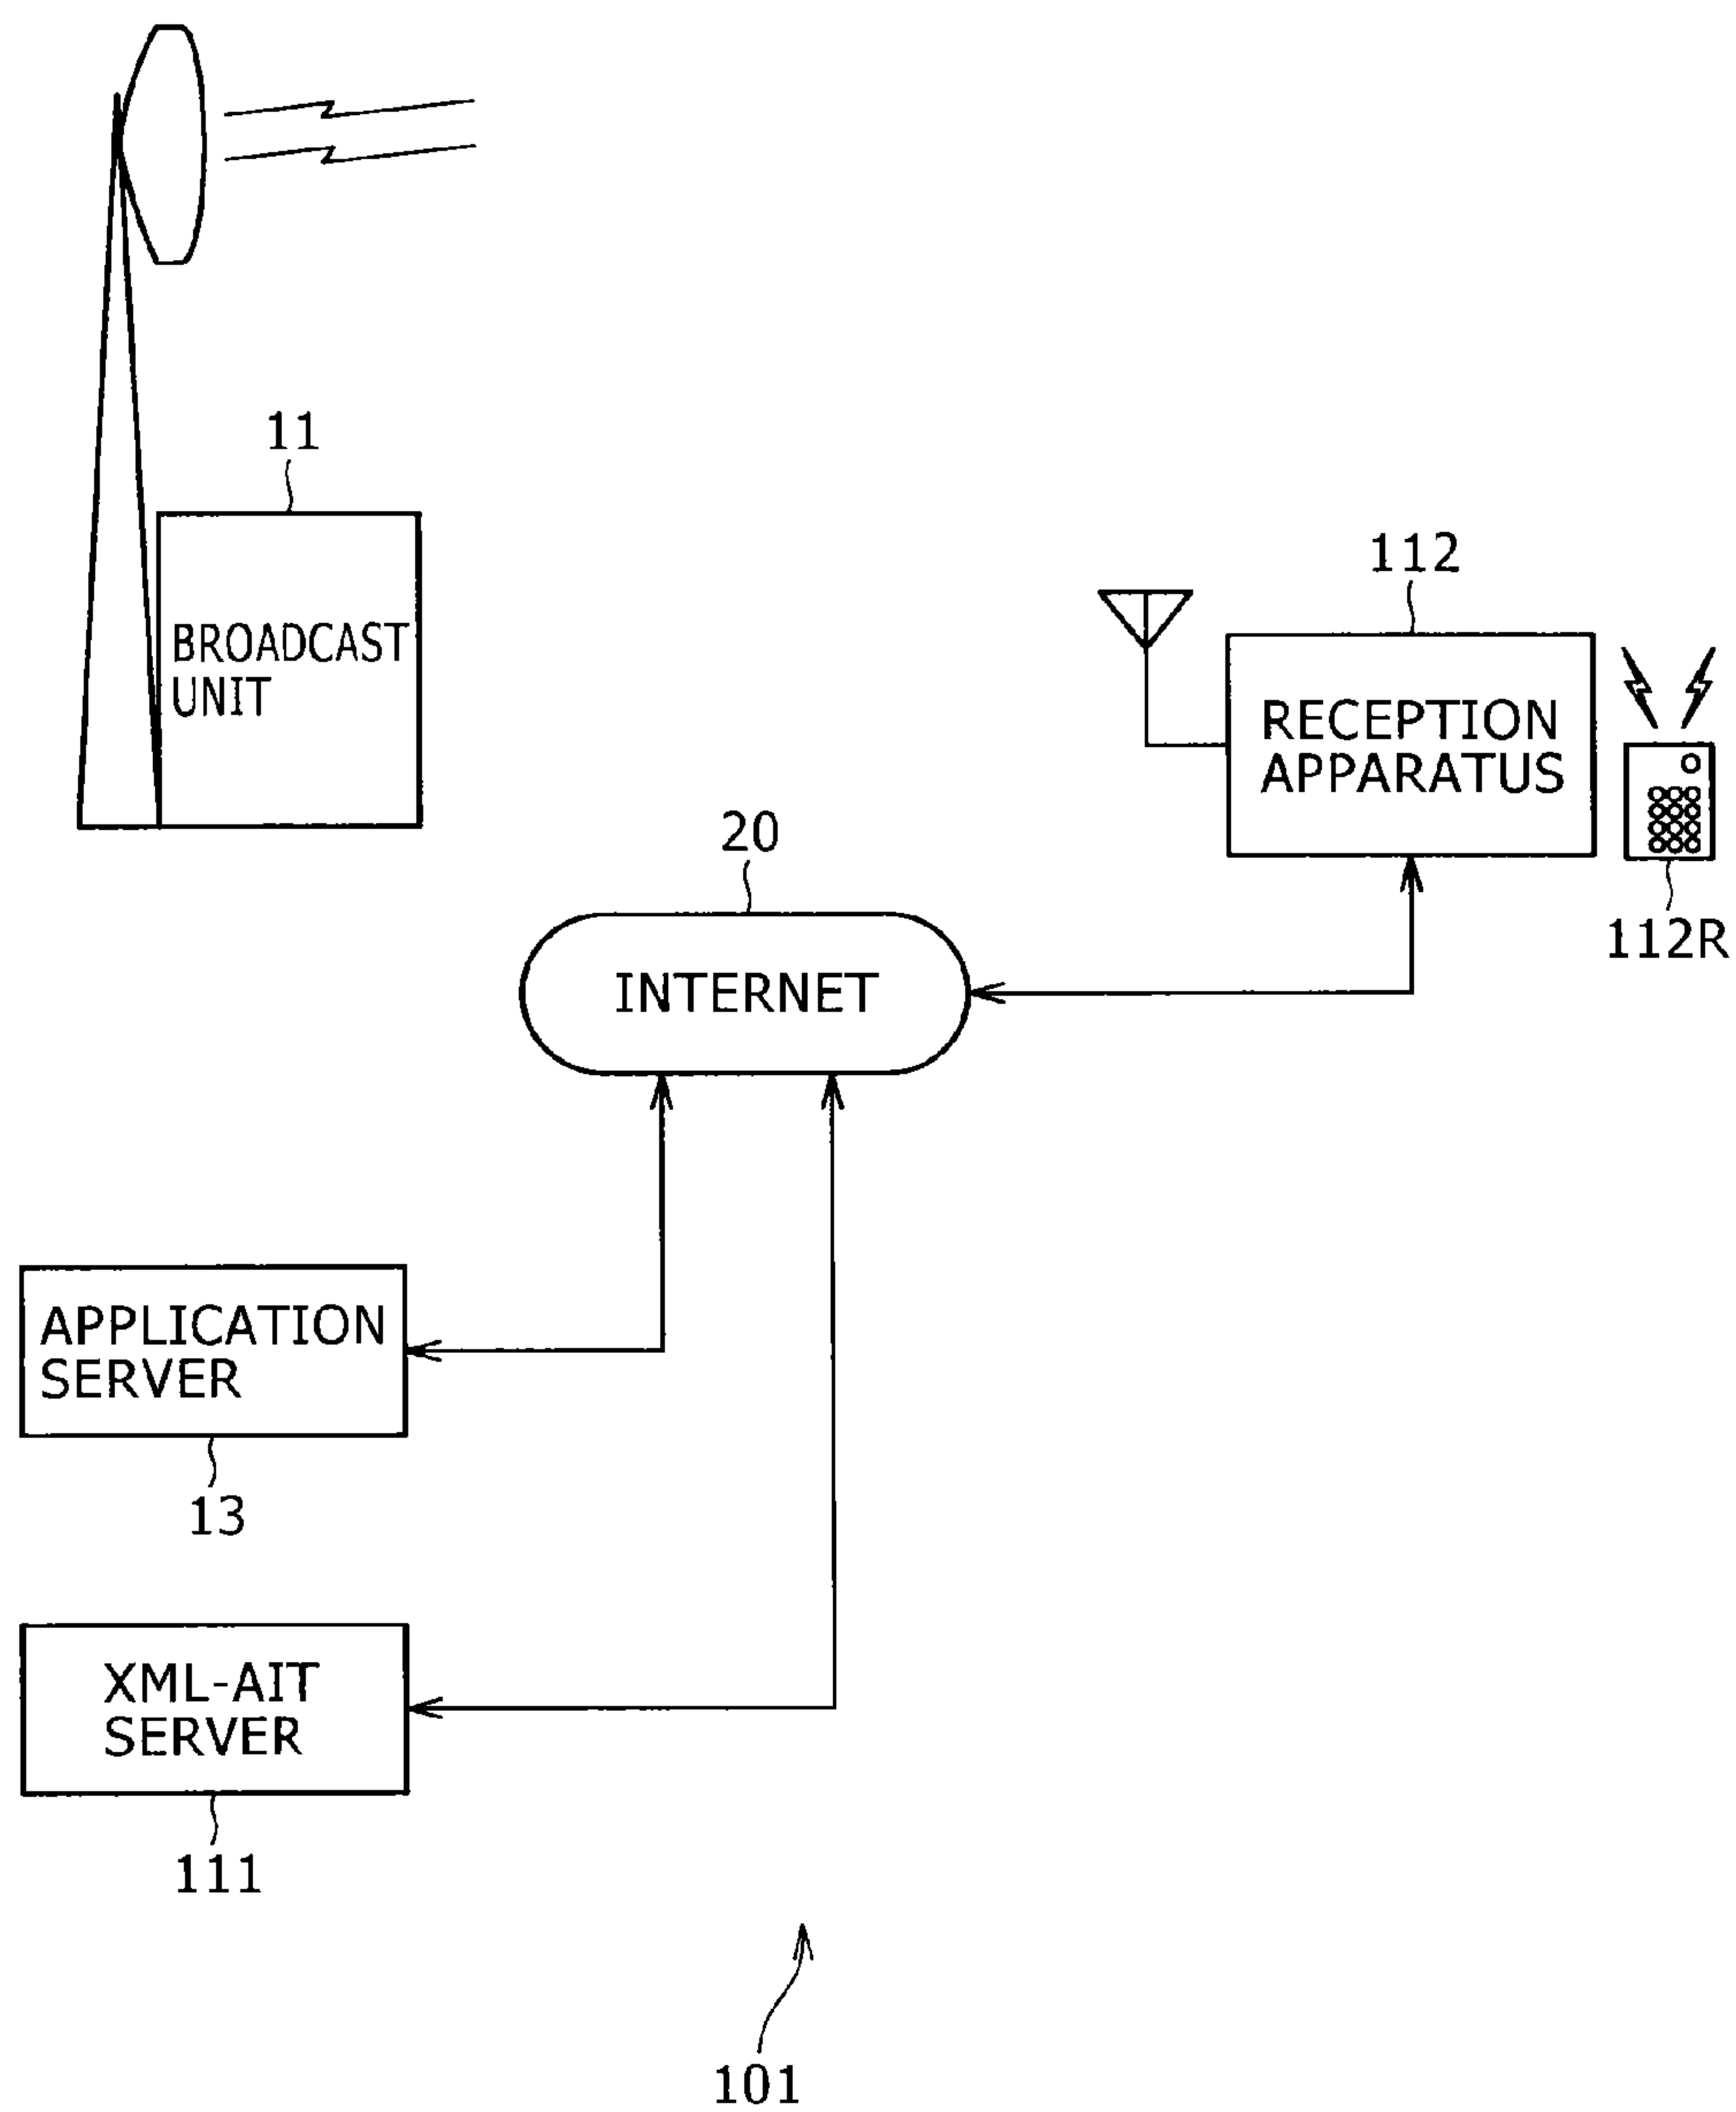 11
BROADCAST
UNIT
112
RECEPTION
APPARATUS
112R
20
INTERNET
APPLICATION
SERVER
13
XML-AIT
SERVER
111
101